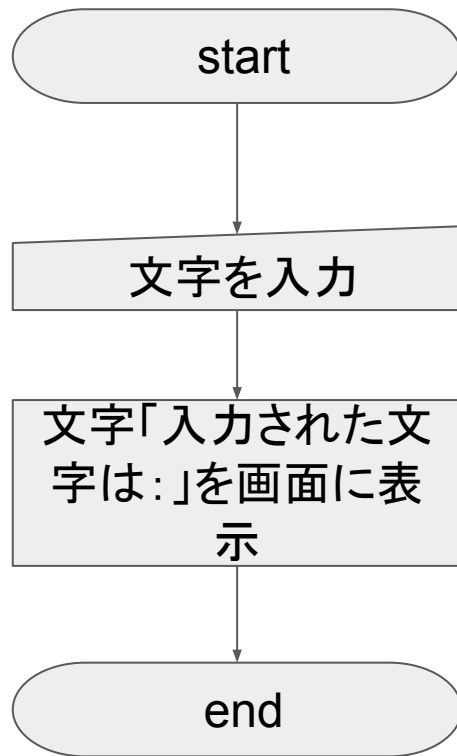 start
文字を入力
文字「入力された文
字は：」を画面に表
示
end